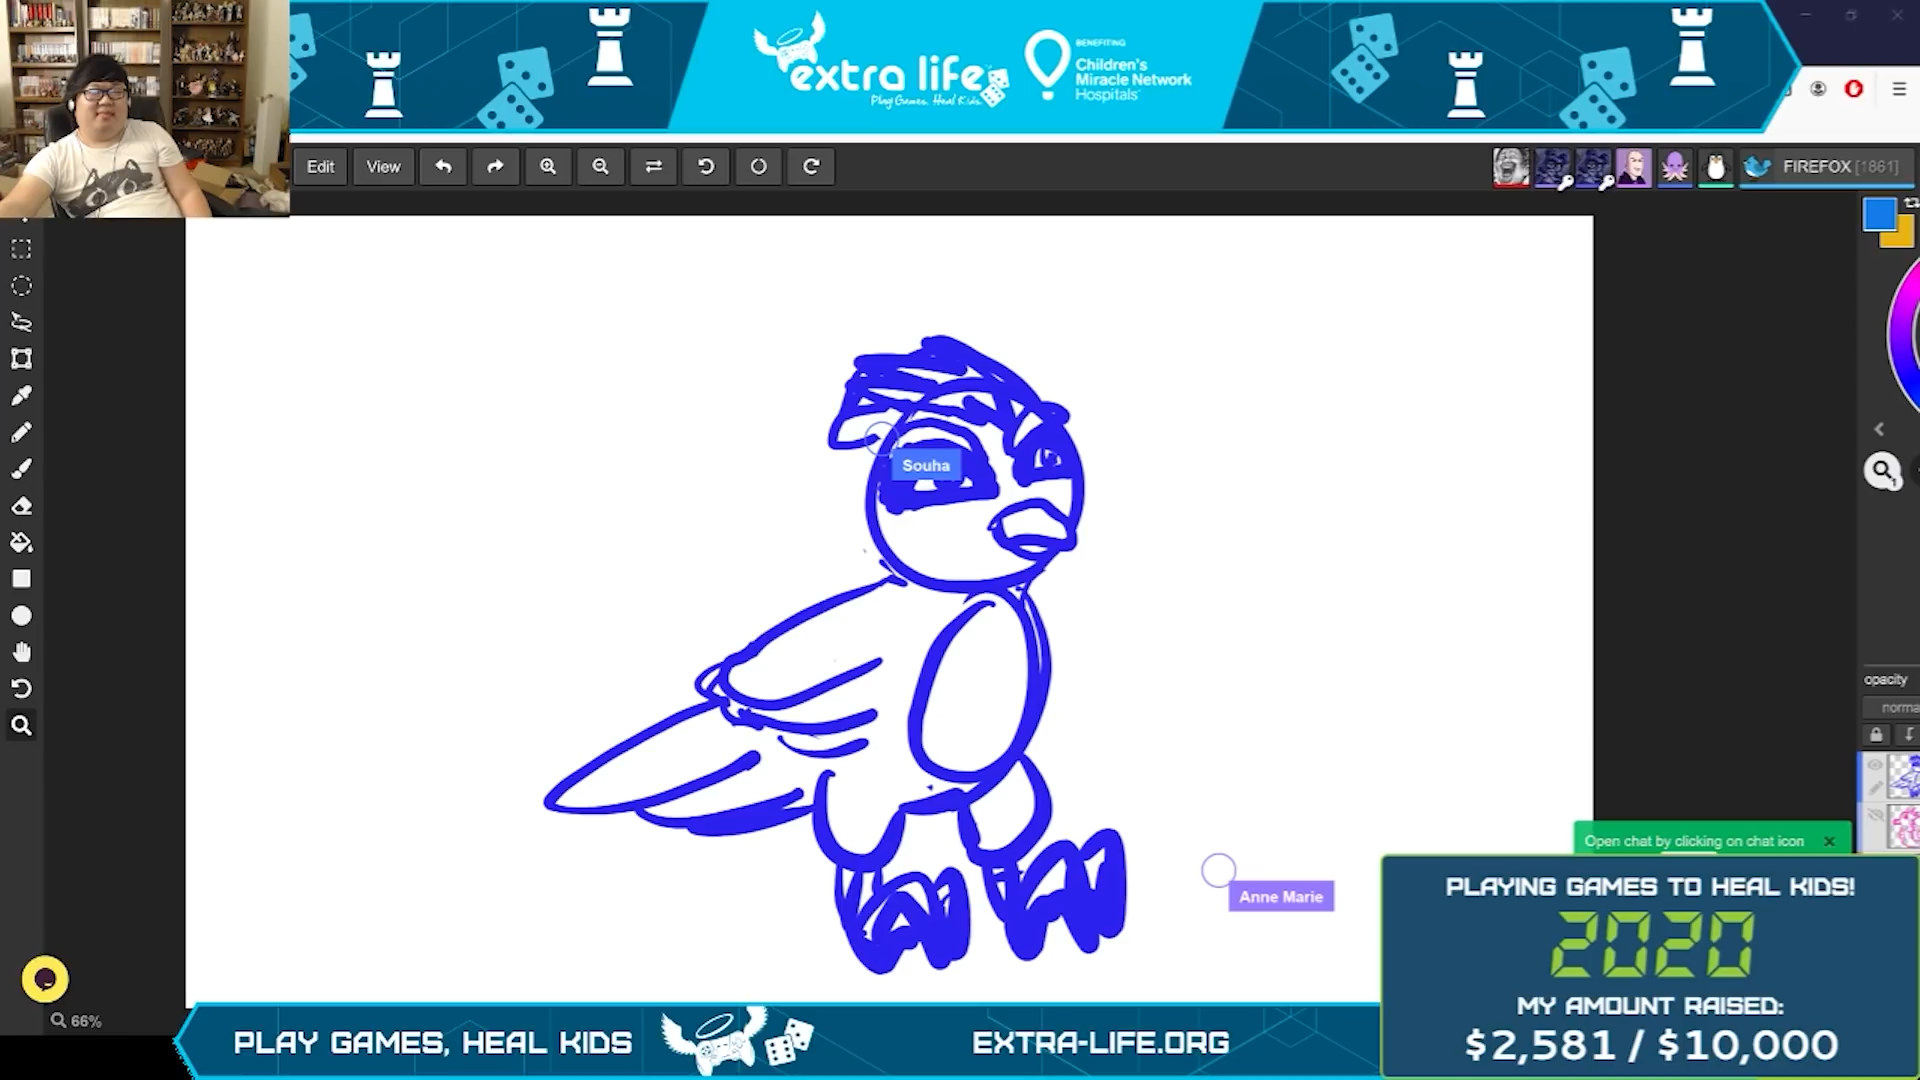 extra life
Play Games. Heal Kids.
BENEFITING
Children's
Miracle Network
Hospitals
Edit
View
FIREFOX [1861]
Souha
opacity
norma
Open chat by clicking on chat icon
Anne Marie
PLAYING GAMES TO HEAL KIDS!
2020
MY AMOUNT RAISED:
$2,581 / $10,000
66%
PLAY GAMES, HEAL KIDS
EXTRA-LIFE.ORG